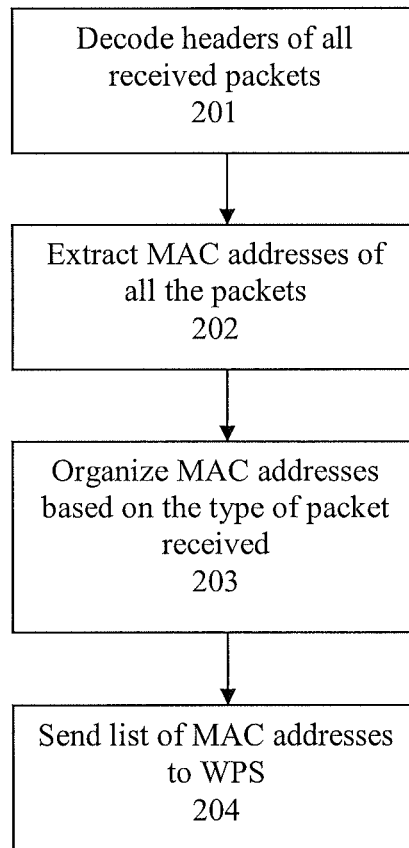 Decode headers of all
received packets
201
Extract MAC addresses of
all the packets
202
Organize MAC addresses
based on the type of packet
received
203
Send list of MAC addresses
to WPS
204